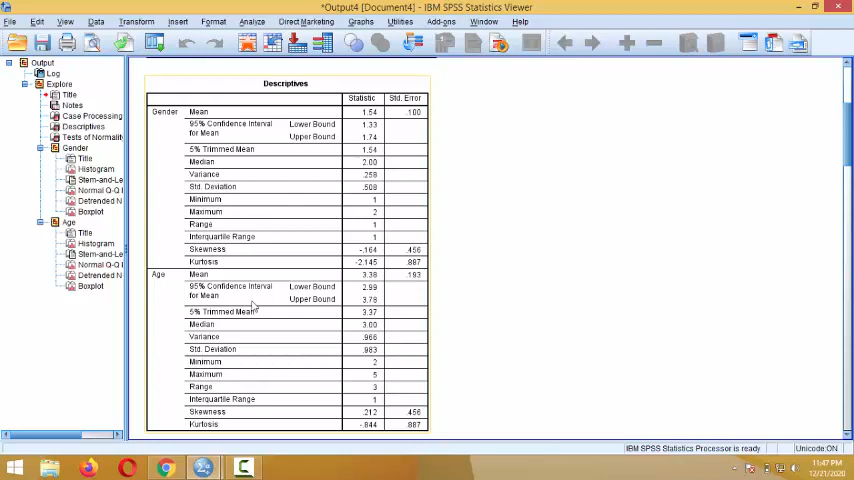 *Output4 [Document4] - IBM SPSS Statistics Viewer
File Edit View Data Transform Insert Format Analyze Direct Marketing Graphs Utilities Add-ons Window Help
Output
Log
Explore
Title
Notes
Case Processing
Descriptives
Tests of Normality
Gender
Title
Histogram
Stem-and-Le
Normal Q-Q
Detrended N
Boxplot
Age
Title
Histogram
Stem-and-Le
Normal Q-Q
Detrended N
Boxplot
Descriptives
Statistic Std. Error
Gender Mean 1.54 .100
95% Confidence Interval for Mean Lower Bound 1.33
Upper Bound 1.74
5% Trimmed Mean 1.54
Median 2.00
Variance .258
Std. Deviation .508
Minimum 1
Maximum 2
Range 1
Interquartile Range 1
Skewness -.164 .456
Kurtosis -2.145 .887
Age Mean 3.38 .193
95% Confidence Interval for Mean Lower Bound 2.99
Upper Bound 3.78
5% Trimmed Mean 3.37
Median 3.00
Variance .966
Std. Deviation .983
Minimum 2
Maximum 5
Range 3
Interquartile Range 1
Skewness .212 .456
Kurtosis -.844 .887
IBM SPSS Statistics Processor is ready Unicode:ON
11:47 PM
12/21/2020